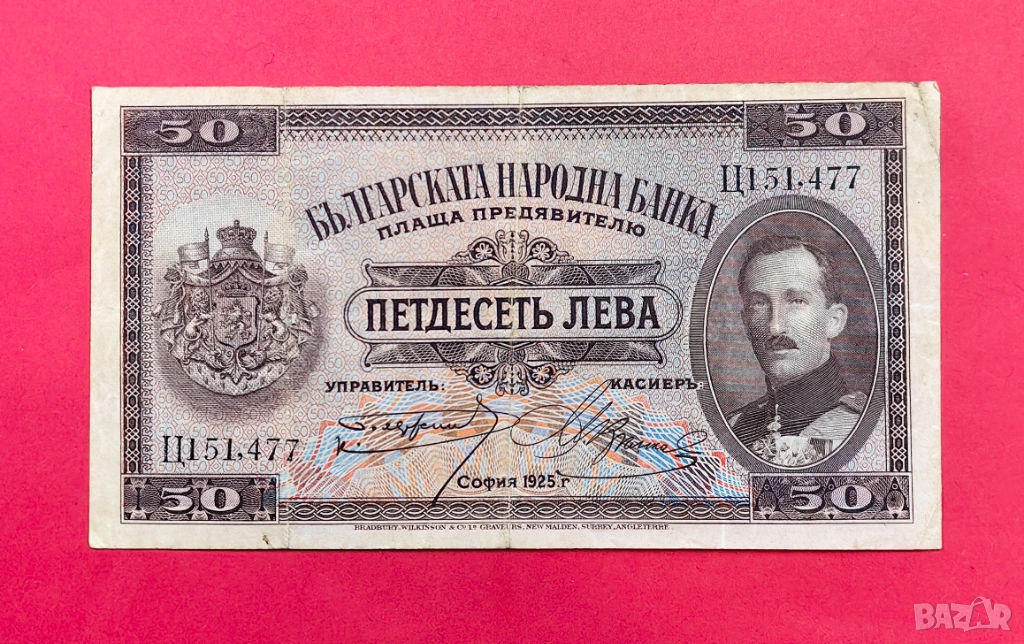 50 50
БЪЛГАРСКАТА НАРОДНА БАНКА
Ц151,477
ПЛАЩА ПРЕДЯВИТЕЛЮ
ПЕТДЕСЕТЬ ЛЕВА
УПРАВИТЕЛЬ: КАСИЕРЪ:
Ц151,477
София 1925 г
50 50
BRADBURY, WILKINSON & Co Ld GRAVEURS, NEW MALDEN, SURREY, ANGLETERRE.
BAZAR